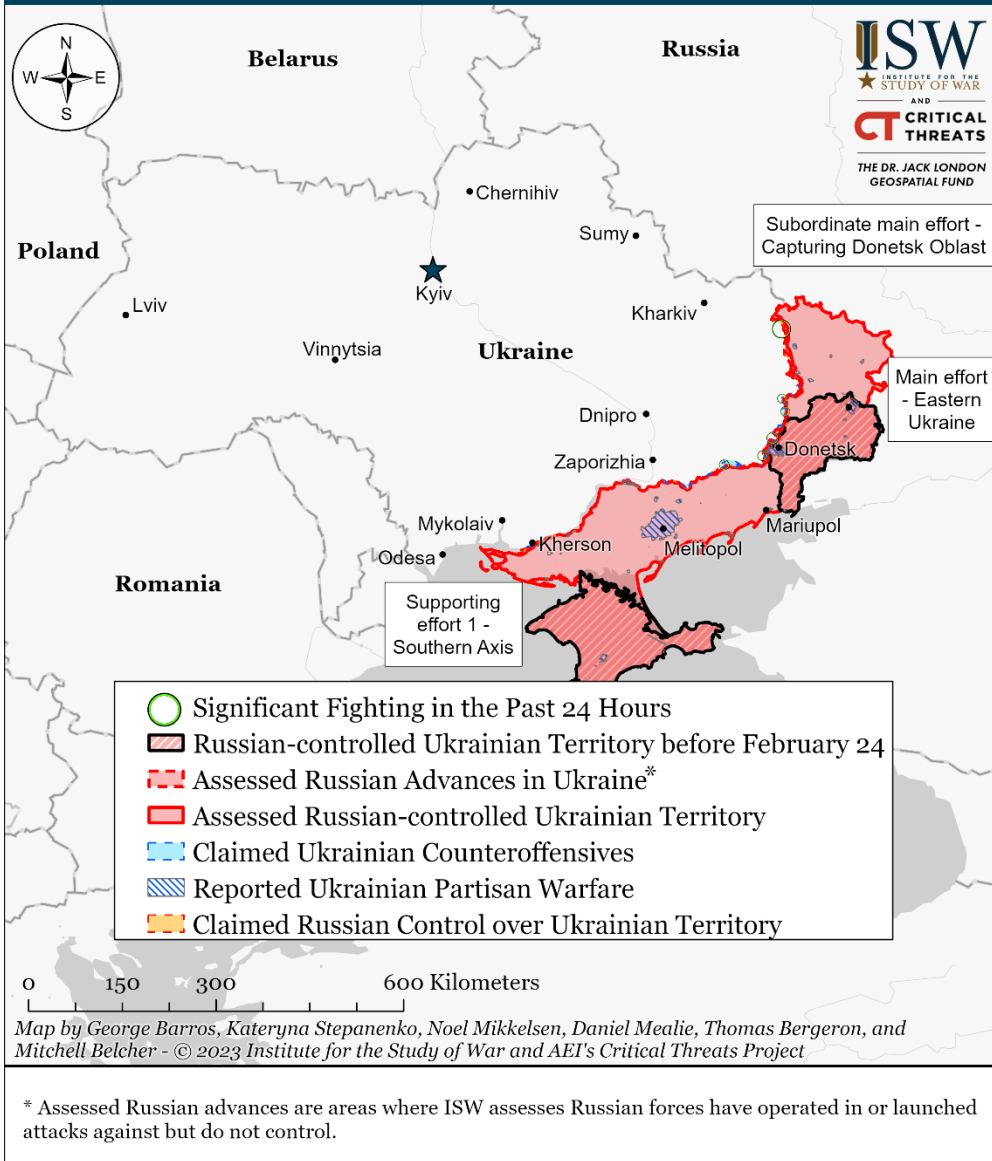 N
W
E
S
Belarus
Russia
ISW
INSTITUTE FOR THE
STUDY OF WAR
AND
CT CRITICAL
THREATS
THE DR. JACK LONDON
GEOSPATIAL FUND
Chernihiv
Subordinate main effort -
Capturing Donetsk Oblast
Sumy
Poland
Kyiv
Lviv
Kharkiv
Vinnytsia
Ukraine
Main effort
- Eastern
Ukraine
Dnipro
Donetsk
Zaporizhia
Mykolaiv
Mariupol
Kherson
Melitopol
Odesa
Romania
Supporting
effort 1 -
Southern Axis
Significant Fighting in the Past 24 Hours
Russian-controlled Ukrainian Territory before February 24
Assessed Russian Advances in Ukraine*
Assessed Russian-controlled Ukrainian Territory
Claimed Ukrainian Counteroffensives
Reported Ukrainian Partisan Warfare
Claimed Russian Control over Ukrainian Territory
0 150 300 600 Kilometers
Map by George Barros, Kateryna Stepanenko, Noel Mikkelsen, Daniel Mealie, Thomas Bergeron, and
Mitchell Belcher - © 2023 Institute for the Study of War and AEI's Critical Threats Project
* Assessed Russian advances are areas where ISW assesses Russian forces have operated in or launched
attacks against but do not control.